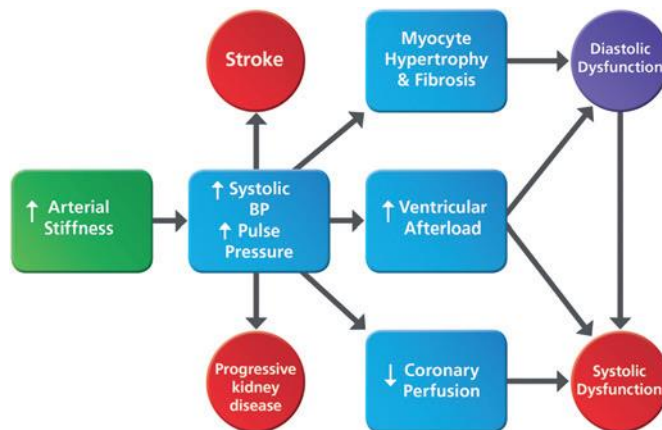 Stroke
Myocyte
Hypertrophy
& Fibrosis
Diastolic
Dysfunction
↑ Arterial
Stiffness
↑ Systolic
BP
↑ Pulse
Pressure
↑ Ventricular
Afterload
Progressive
kidney
disease
↓ Coronary
Perfusion
Systolic
Dysfunction